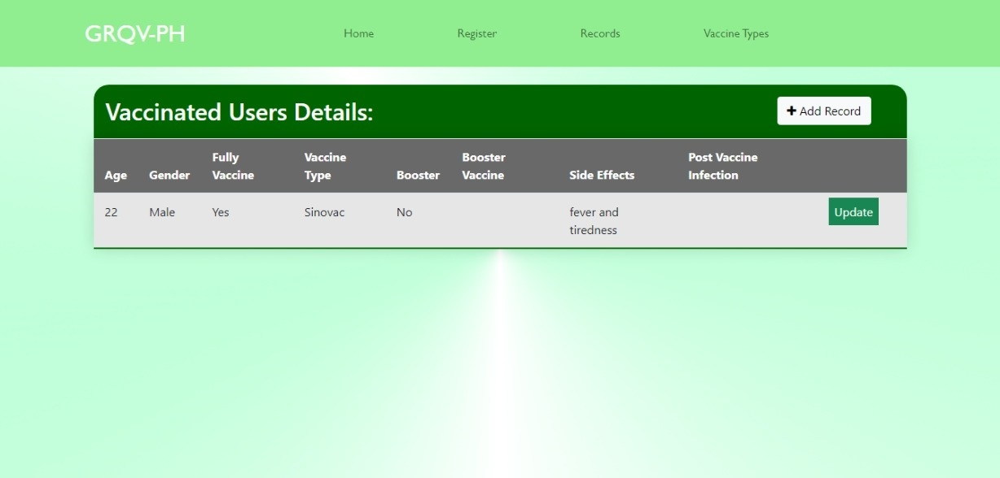 GRQV-PH Home Register Records Vaccine Types
Vaccinated Users Details: Add Record
Age Gender Fully Vaccine Vaccine Type Booster Booster Vaccine Side Effects Post Vaccine Infection
22 Male Yes Sinovac No fever and tiredness Update